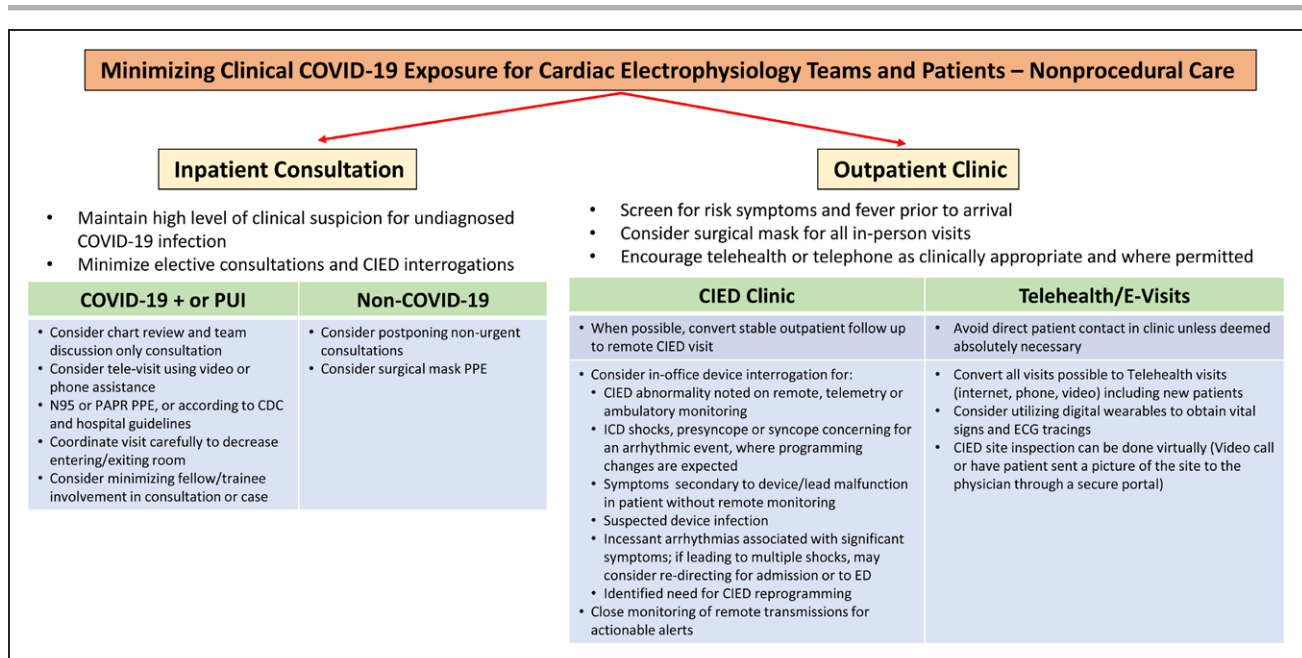 Minimizing Clinical COVID-19 Exposure for Cardiac Electrophysiology Teams and Patients – Nonprocedural Care
Inpatient Consultation
• Maintain high level of clinical suspicion for undiagnosed
COVID-19 infection
• Minimize elective consultations and CIED interrogations
COVID-19 + or PUI
• Consider chart review and team
discussion only consultation
• Consider tele-visit using video or
phone assistance
• N95 or PAPR PPE, or according to CDC
and hospital guidelines
• Coordinate visit carefully to decrease
entering/exiting room
• Consider minimizing fellow/trainee
involvement in consultation or case
Non-COVID-19
• Consider postponing non-urgent
consultations
• Consider surgical mask PPE
Outpatient Clinic
• Screen for risk symptoms and fever prior to arrival
• Consider surgical mask for all in-person visits
• Encourage telehealth or telephone as clinically appropriate and where permitted
CIED Clinic
• When possible, convert stable outpatient follow up
to remote CIED visit
• Consider in-office device interrogation for:
• CIED abnormality noted on remote, telemetry or
ambulatory monitoring
• ICD shocks, presyncope or syncope concerning for
an arrhythmic event, where programming
changes are expected
• Symptoms secondary to device/lead malfunction
in patient without remote monitoring
• Suspected device infection
• Incessant arrhythmias associated with significant
symptoms; if leading to multiple shocks, may
consider re-directing for admission or to ED
• Identified need for CIED reprogramming
• Close monitoring of remote transmissions for
actionable alerts
Telehealth/E-Visits
• Avoid direct patient contact in clinic unless deemed
absolutely necessary
• Convert all visits possible to Telehealth visits
(internet, phone, video) including new patients
• Consider utilizing digital wearables to obtain vital
signs and ECG tracings
• CIED site inspection can be done virtually (Video call
or have patient sent a picture of the site to the
physician through a secure portal)